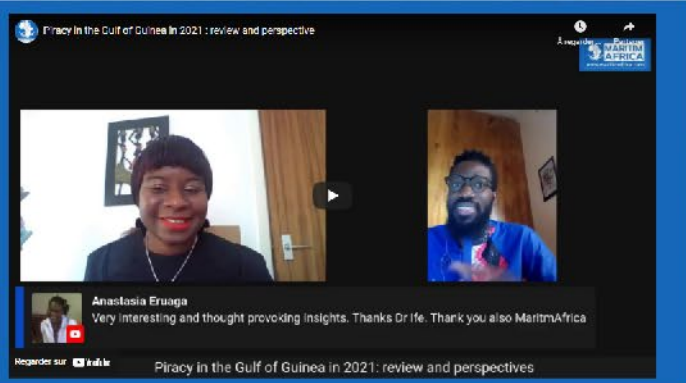 Piracy in the Gulf of Guinea in 2021 : review and perspective
À regarder
MARITIM
AFRICA
Anastasia Eruaga
Very interesting and thought provoking insights. Thanks Dr Ife. Thank you also MaritmAfrica
Regarder sur YouTube
Piracy in the Gulf of Guinea in 2021: review and perspectives